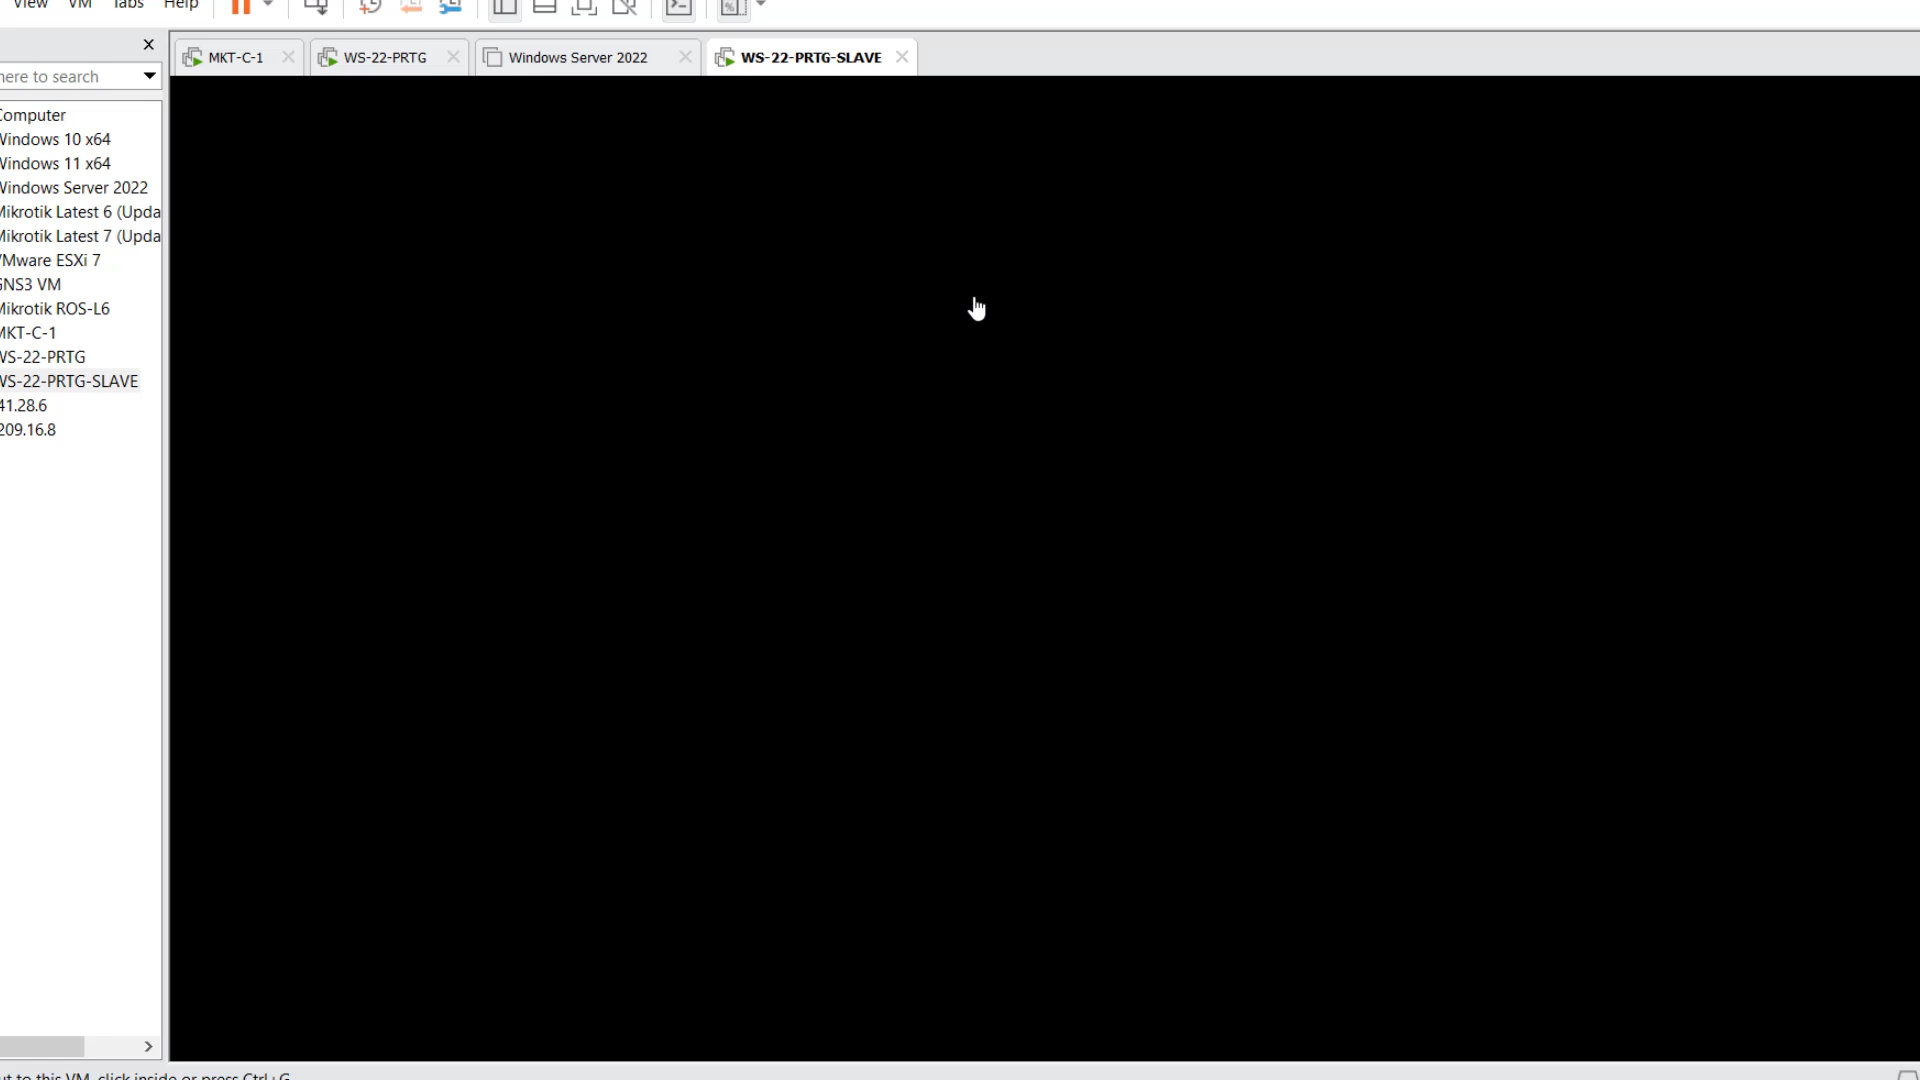 View VM Tabs Help
here to search
MKT-C-1
WS-22-PRTG
Windows Server 2022
WS-22-PRTG-SLAVE
Computer
Windows 10 x64
Windows 11 x64
Windows Server 2022
Mikrotik Latest 6 (Upda
Mikrotik Latest 7 (Upda
VMware ESXi 7
GNS3 VM
Mikrotik ROS-L6
MKT-C-1
WS-22-PRTG
WS-22-PRTG-SLAVE
41.28.6
209.16.8
ut to this VM, click inside or press Ctrl+G